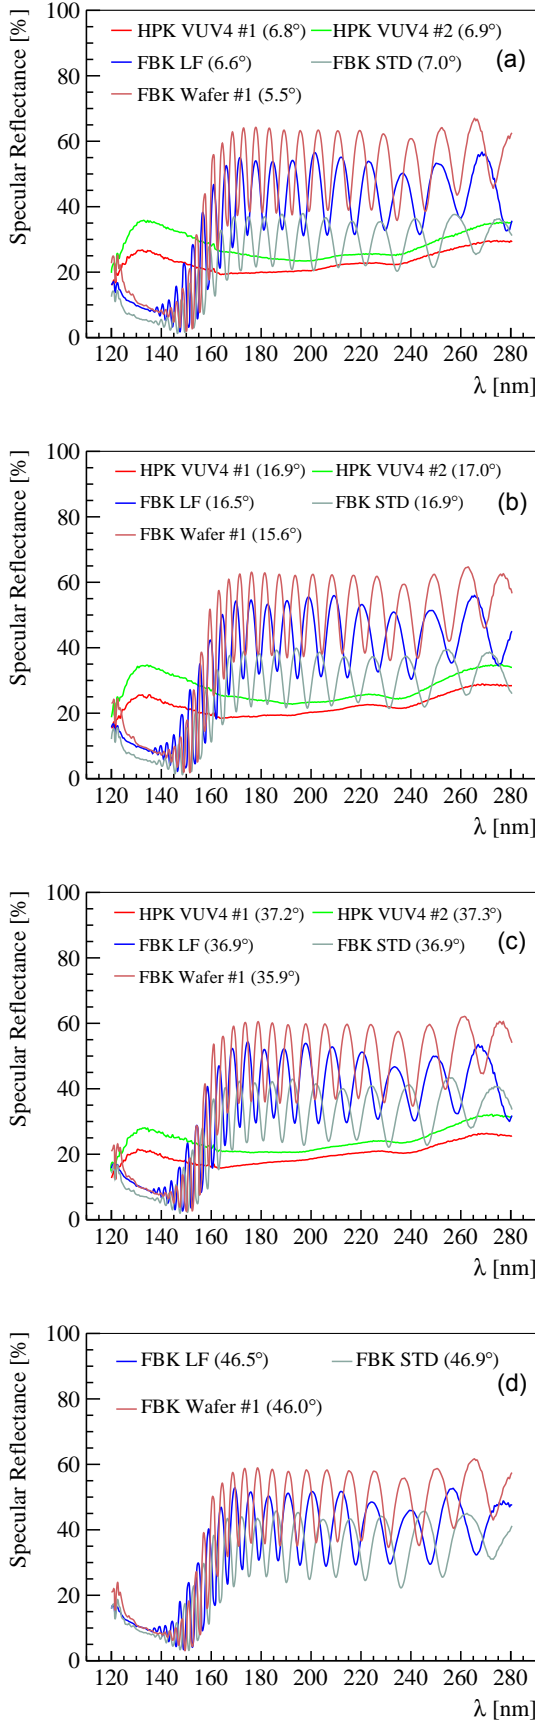 Specular Reflectance [%]
HPK VUV4 #1 (6.8°) HPK VUV4 #2 (6.9°)
FBK LF (6.6°) FBK STD (7.0°) (a)
FBK Wafer #1 (5.5°)
100
80
60
40
20
0
120 140 160 180 200 220 240 260 280
λ [nm]
Specular Reflectance [%]
HPK VUV4 #1 (16.9°) HPK VUV4 #2 (17.0°)
FBK LF (16.5°) FBK STD (16.9°) (b)
FBK Wafer #1 (15.6°)
100
80
60
40
20
0
120 140 160 180 200 220 240 260 280
λ [nm]
Specular Reflectance [%]
HPK VUV4 #1 (37.2°) HPK VUV4 #2 (37.3°)
FBK LF (36.9°) FBK STD (36.9°) (c)
FBK Wafer #1 (35.9°)
100
80
60
40
20
0
120 140 160 180 200 220 240 260 280
λ [nm]
Specular Reflectance [%]
FBK LF (46.5°) FBK STD (46.9°)
FBK Wafer #1 (46.0°) (d)
100
80
60
40
20
0
120 140 160 180 200 220 240 260 280
λ [nm]